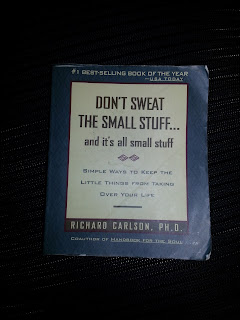 #1 BEST-SELLING BOOK OF THE YEAR
—USA TODAY
DON'T SWEAT
THE SMALL STUFF...
and it's all small stuff
SIMPLE WAYS TO KEEP THE
LITTLE THINGS FROM TAKING
OVER YOUR LIFE
RICHARD CARLSON, PH.D.
COAUTHOR OF HANDBOOK FOR THE SOUL